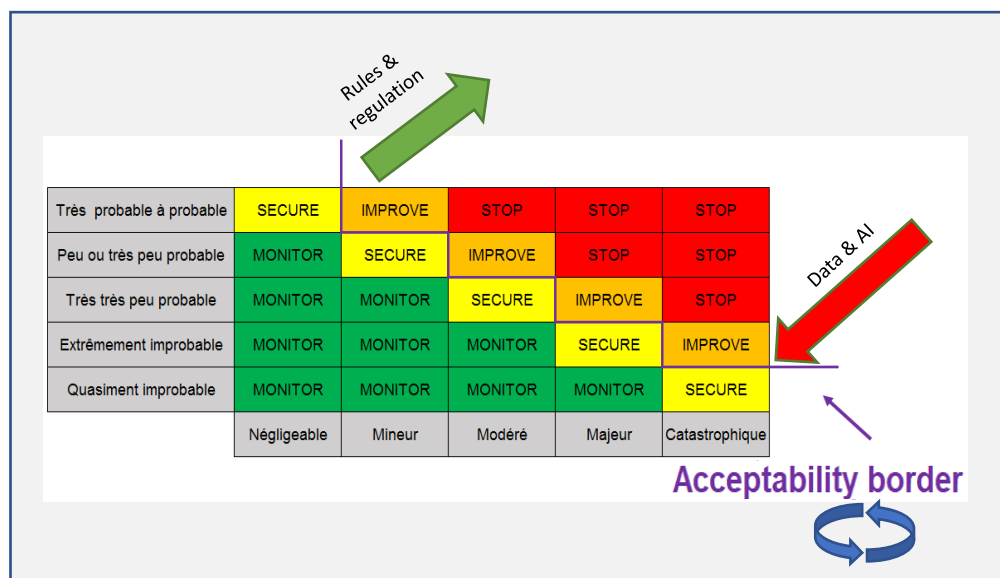 Rules &
regulation
Très probable à probable SECURE IMPROVE STOP STOP STOP
Peu ou très peu probable MONITOR SECURE IMPROVE STOP STOP
Data & AI
Très très peu probable MONITOR MONITOR SECURE IMPROVE STOP
Extrêmement improbable MONITOR MONITOR MONITOR SECURE IMPROVE
Quasiment improbable MONITOR MONITOR MONITOR MONITOR SECURE
Négligeable Mineur Modéré Majeur Catastrophique
Acceptability border